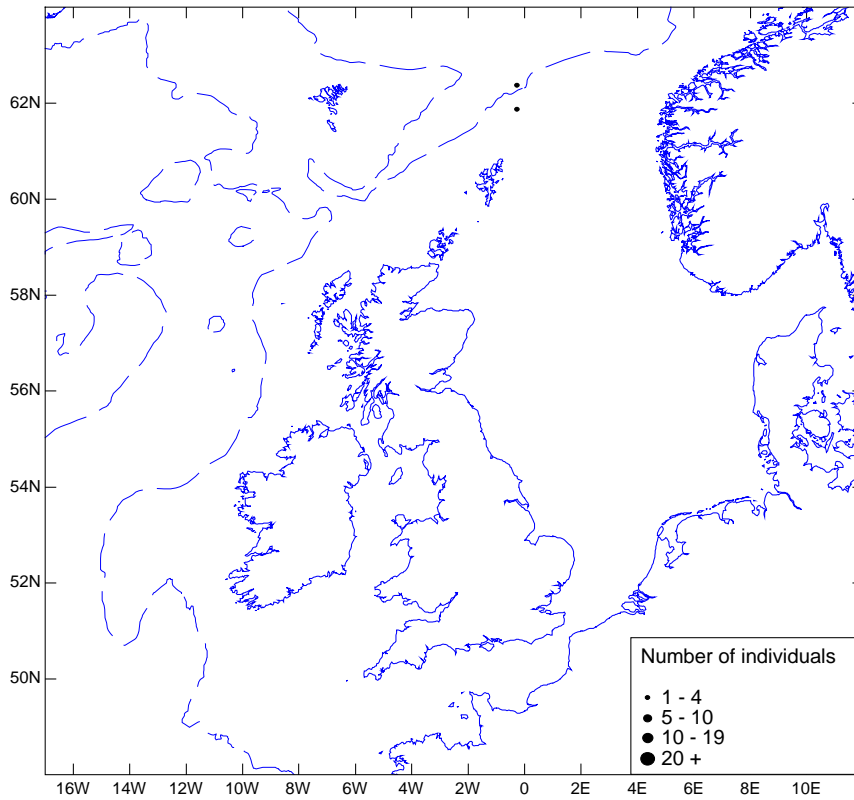 62N
60N
58N
56N
54N
52N
50N
Number of individuals
1 - 4
5 - 10
10 - 19
20 +
16W 14W 12W 10W 8W 6W 4W 2W 0 2E 4E 6E 8E 10E